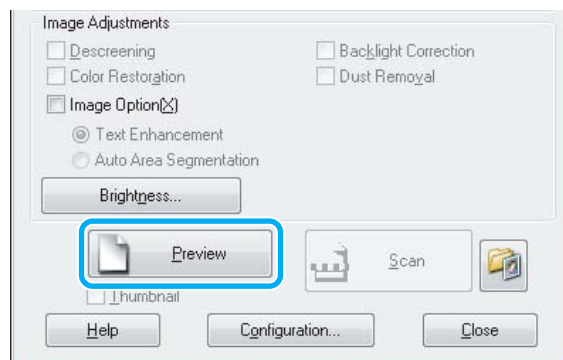 Image Adjustments
Descreening Backlight Correction
Color Restoration Dust Removal
Image Option(X)
Text Enhancement
Auto Area Segmentation
Brightness...
Preview Scan
Thumbnail
Help Configuration... Close